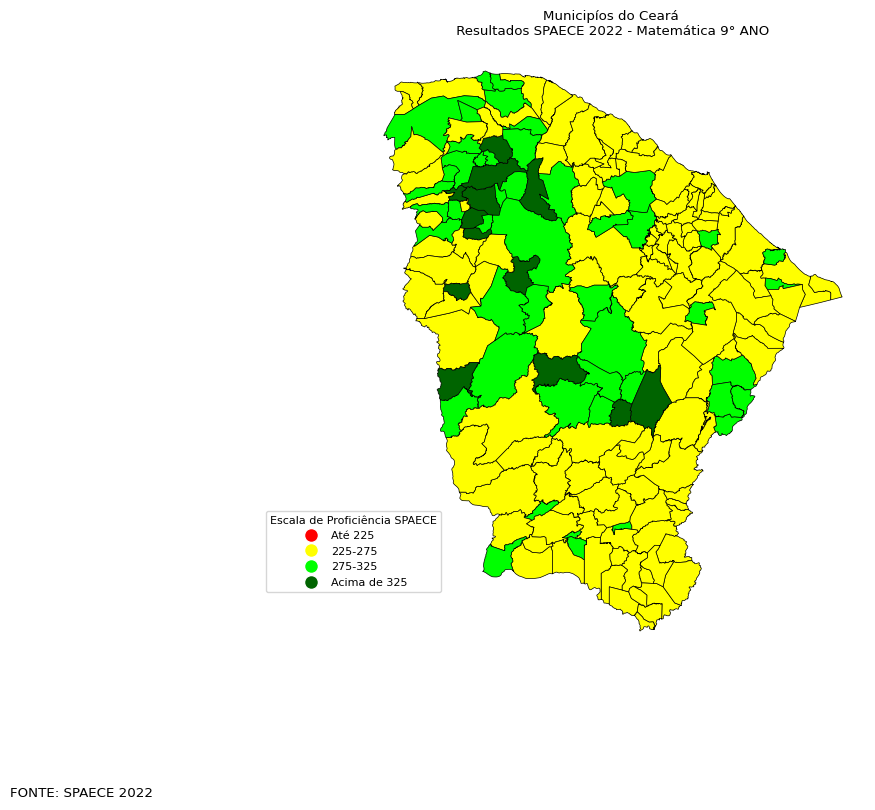 Municipíos do Ceará
Resultados SPAECE 2022 - Matemática 9° ANO
Escala de Proficiência SPAECE
Até 225
225-275
275-325
Acima de 325
FONTE: SPAECE 2022